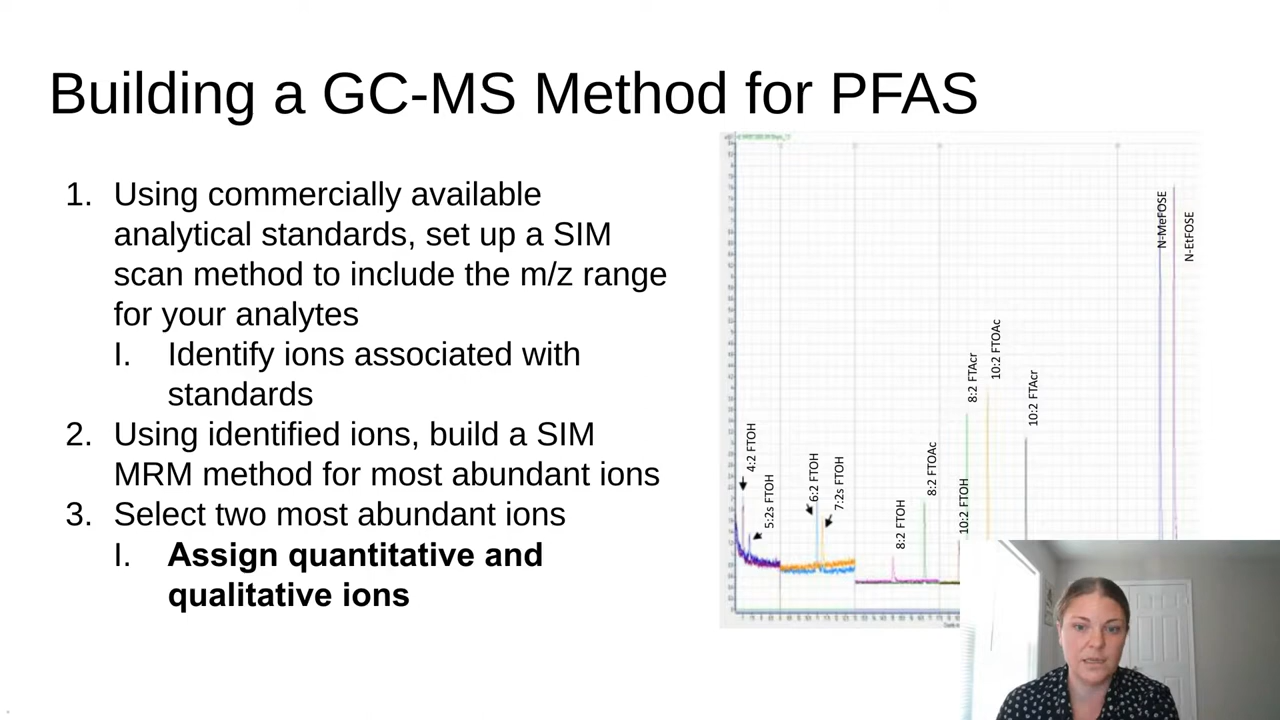 Building a GC-MS Method for PFAS
1. Using commercially available
analytical standards, set up a SIM
scan method to include the m/z range
for your analytes
I. Identify ions associated with
standards
2. Using identified ions, build a SIM
MRM method for most abundant ions
3. Select two most abundant ions
I. Assign quantitative and
qualitative ions
4:2 FTOH
5:2s FTOH
6:2 FTOH
7:2s FTOH
8:2 FTOH
8:2 FTOAc
10:2 FTOH
8:2 FTAcr
10:2 FTOAc
10:2 FTAcr
N-MeFOSE
N-EtFOSE